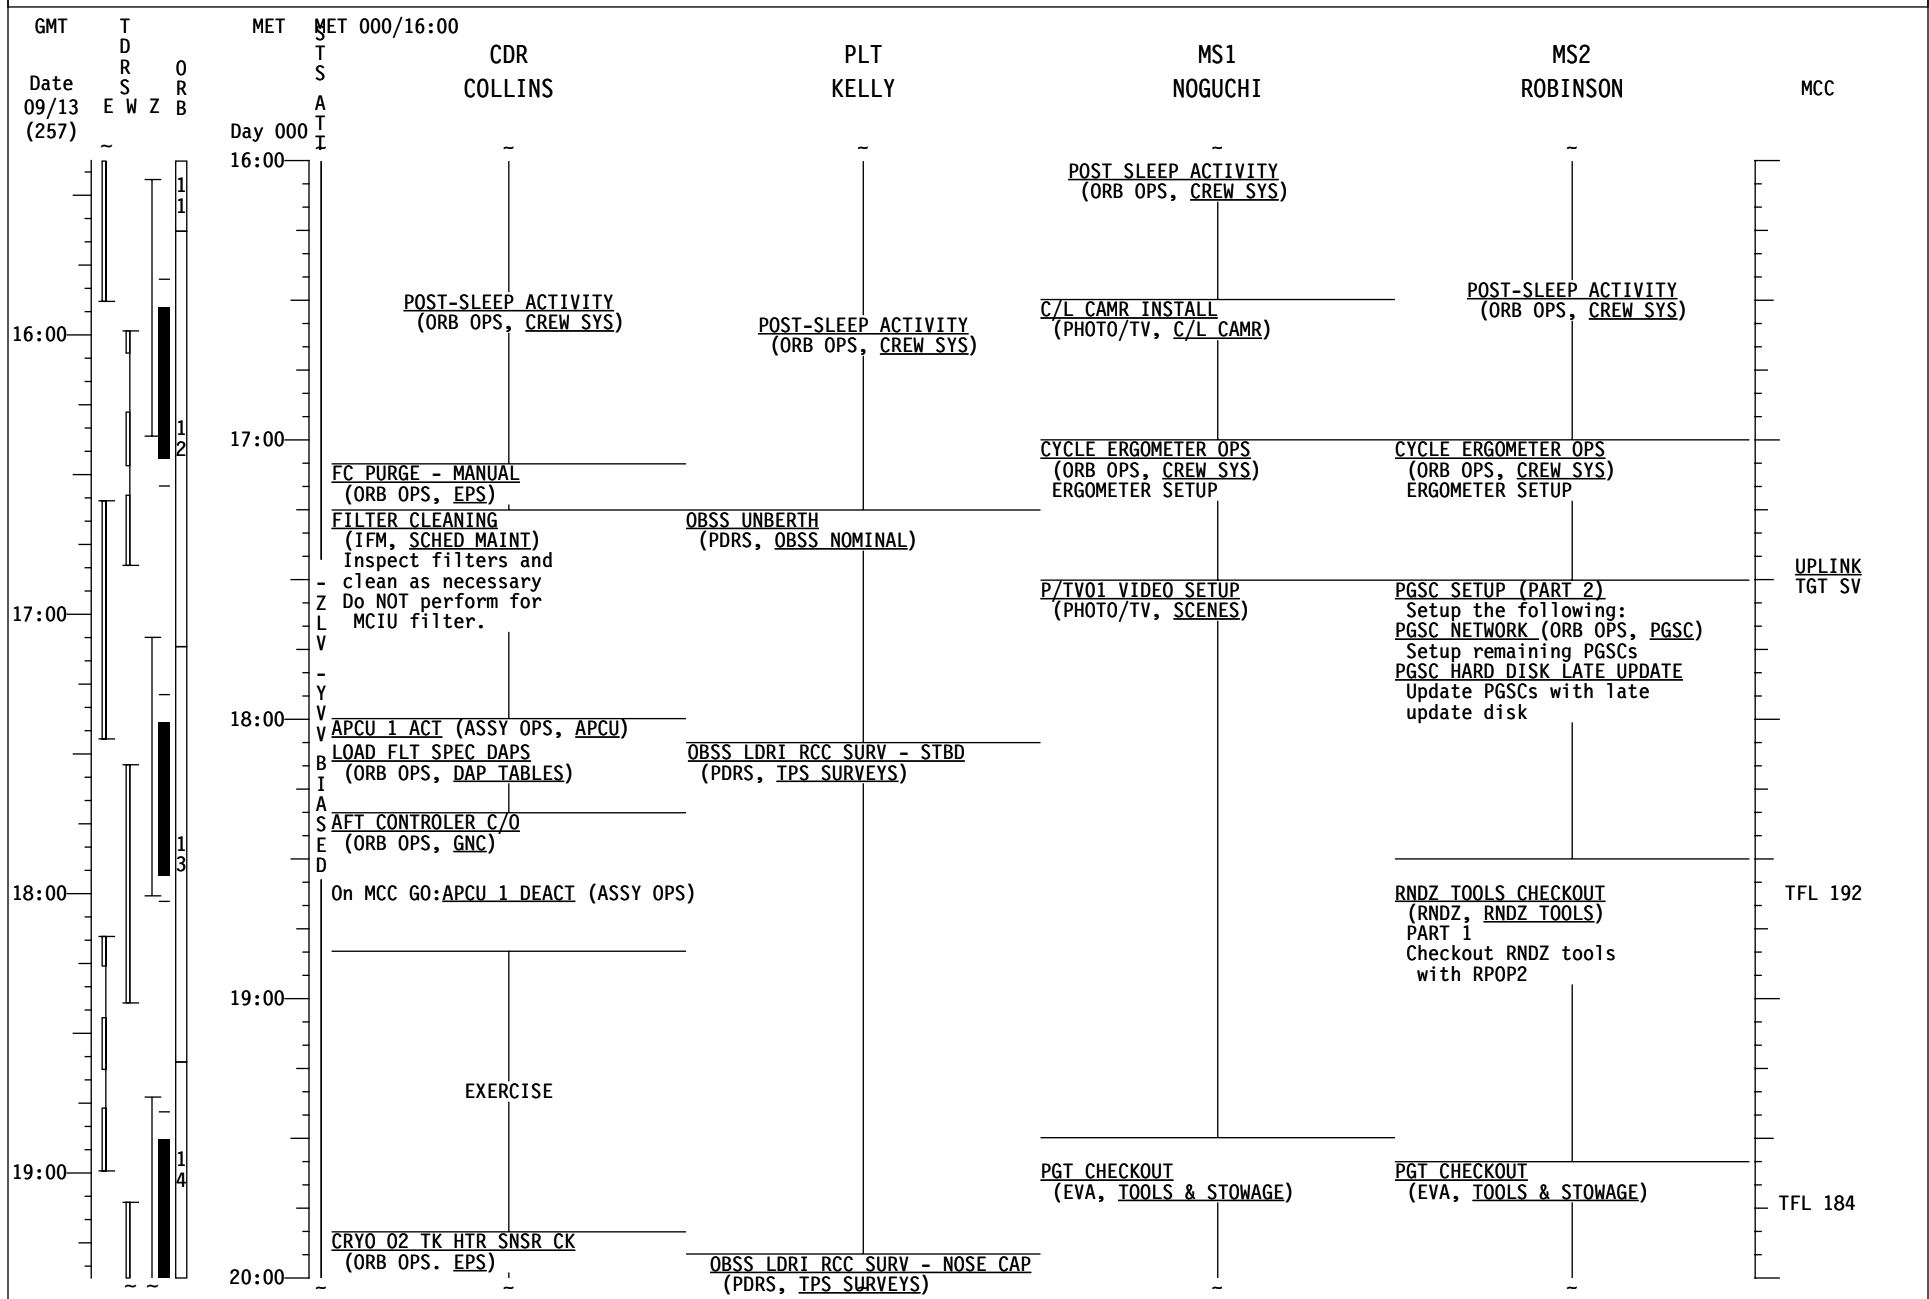 GMT
T
D
R
S
MET
MET 000/16:00
S
T
S
A
T
T
CDR
COLLINS
PLT
KELLY
MS1
NOGUCHI
MS2
ROBINSON
MCC
Date
09/13
(257)
E W Z
O
R
B
Day 000
16:00
17:00
18:00
19:00
1
1
1
2
1
3
1
4
16:00
17:00
18:00
19:00
20:00
-
Z
L
V
-
Y
V
V
B
I
A
S
E
D
POST-SLEEP ACTIVITY
(ORB OPS, CREW SYS)
FC PURGE - MANUAL
(ORB OPS, EPS)
FILTER CLEANING
(IFM, SCHED MAINT)
Inspect filters and
clean as necessary
Do NOT perform for
MCIU filter.
APCU 1 ACT (ASSY OPS, APCU)
LOAD FLT SPEC DAPS
(ORB OPS, DAP TABLES)
AFT CONTROLER C/O
(ORB OPS, GNC)
On MCC GO:APCU 1 DEACT (ASSY OPS)
EXERCISE
CRYO O2 TK HTR SNSR CK
(ORB OPS. EPS)
POST-SLEEP ACTIVITY
(ORB OPS, CREW SYS)
OBSS UNBERTH
(PDRS, OBSS NOMINAL)
OBSS LDRI RCC SURV - STBD
(PDRS, TPS SURVEYS)
OBSS LDRI RCC SURV - NOSE CAP
(PDRS, TPS SURVEYS)
POST SLEEP ACTIVITY
(ORB OPS, CREW SYS)
C/L CAMR INSTALL
(PHOTO/TV, C/L CAMR)
CYCLE ERGOMETER OPS
(ORB OPS, CREW SYS)
ERGOMETER SETUP
P/TV01 VIDEO SETUP
(PHOTO/TV, SCENES)
PGT CHECKOUT
(EVA, TOOLS & STOWAGE)
POST-SLEEP ACTIVITY
(ORB OPS, CREW SYS)
CYCLE ERGOMETER OPS
(ORB OPS, CREW SYS)
ERGOMETER SETUP
PGSC SETUP (PART 2)
Setup the following:
PGSC NETWORK (ORB OPS, PGSC)
Setup remaining PGSCs
PGSC HARD DISK LATE UPDATE
Update PGSCs with late
update disk
RNDZ TOOLS CHECKOUT
(RNDZ, RNDZ TOOLS)
PART 1
Checkout RNDZ tools
with RPOP2
PGT CHECKOUT
(EVA, TOOLS & STOWAGE)
UPLINK
TGT SV
TFL 192
TFL 184